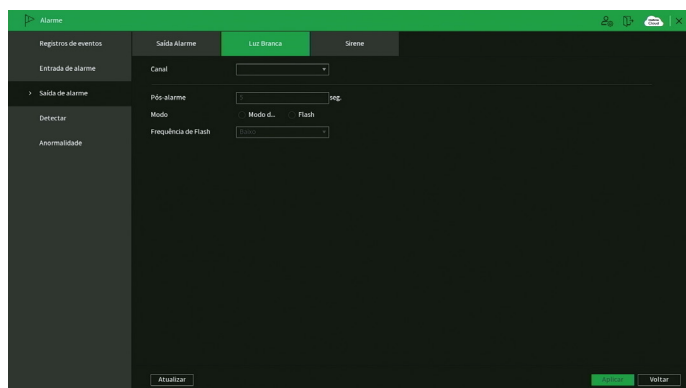 Alarme
Registros de eventos
Entrada de alarme
Saída de alarme
Detectar
Anormalidade
Saída Alarme
Luz Branca
Sirene
Canal
Pós-alarme 5 seg.
Modo Modo d... Flash
Frequência de Flash Baixo
Atualizar
Aplicar
Voltar